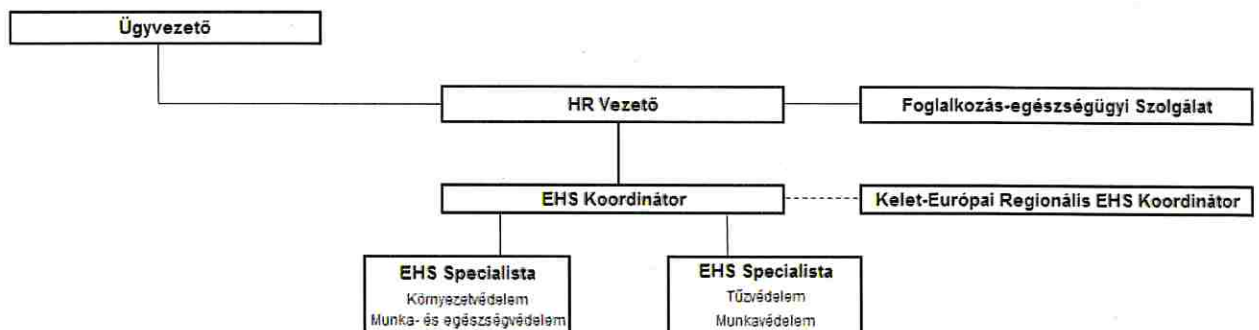 Ügyvezető
HR Vezető
Foglalkozás-egészségügyi Szolgálat
EHS Koordinátor
Kelet-Európai Regionális EHS Koordinátor
EHS Specialista
Környezetvédelem
Munka- és egészségvédelem
EHS Specialista
Tűzvédelem
Munkavédelem